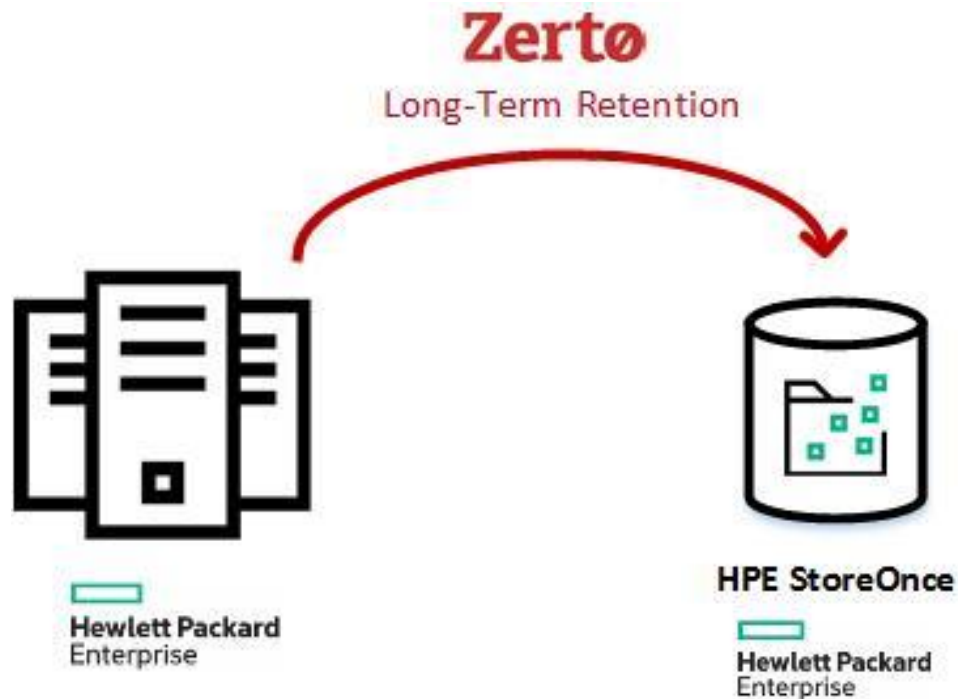 Zertø
Long-Term Retention
Hewlett Packard
Enterprise
HPE StoreOnce
Hewlett Packard
Enterprise